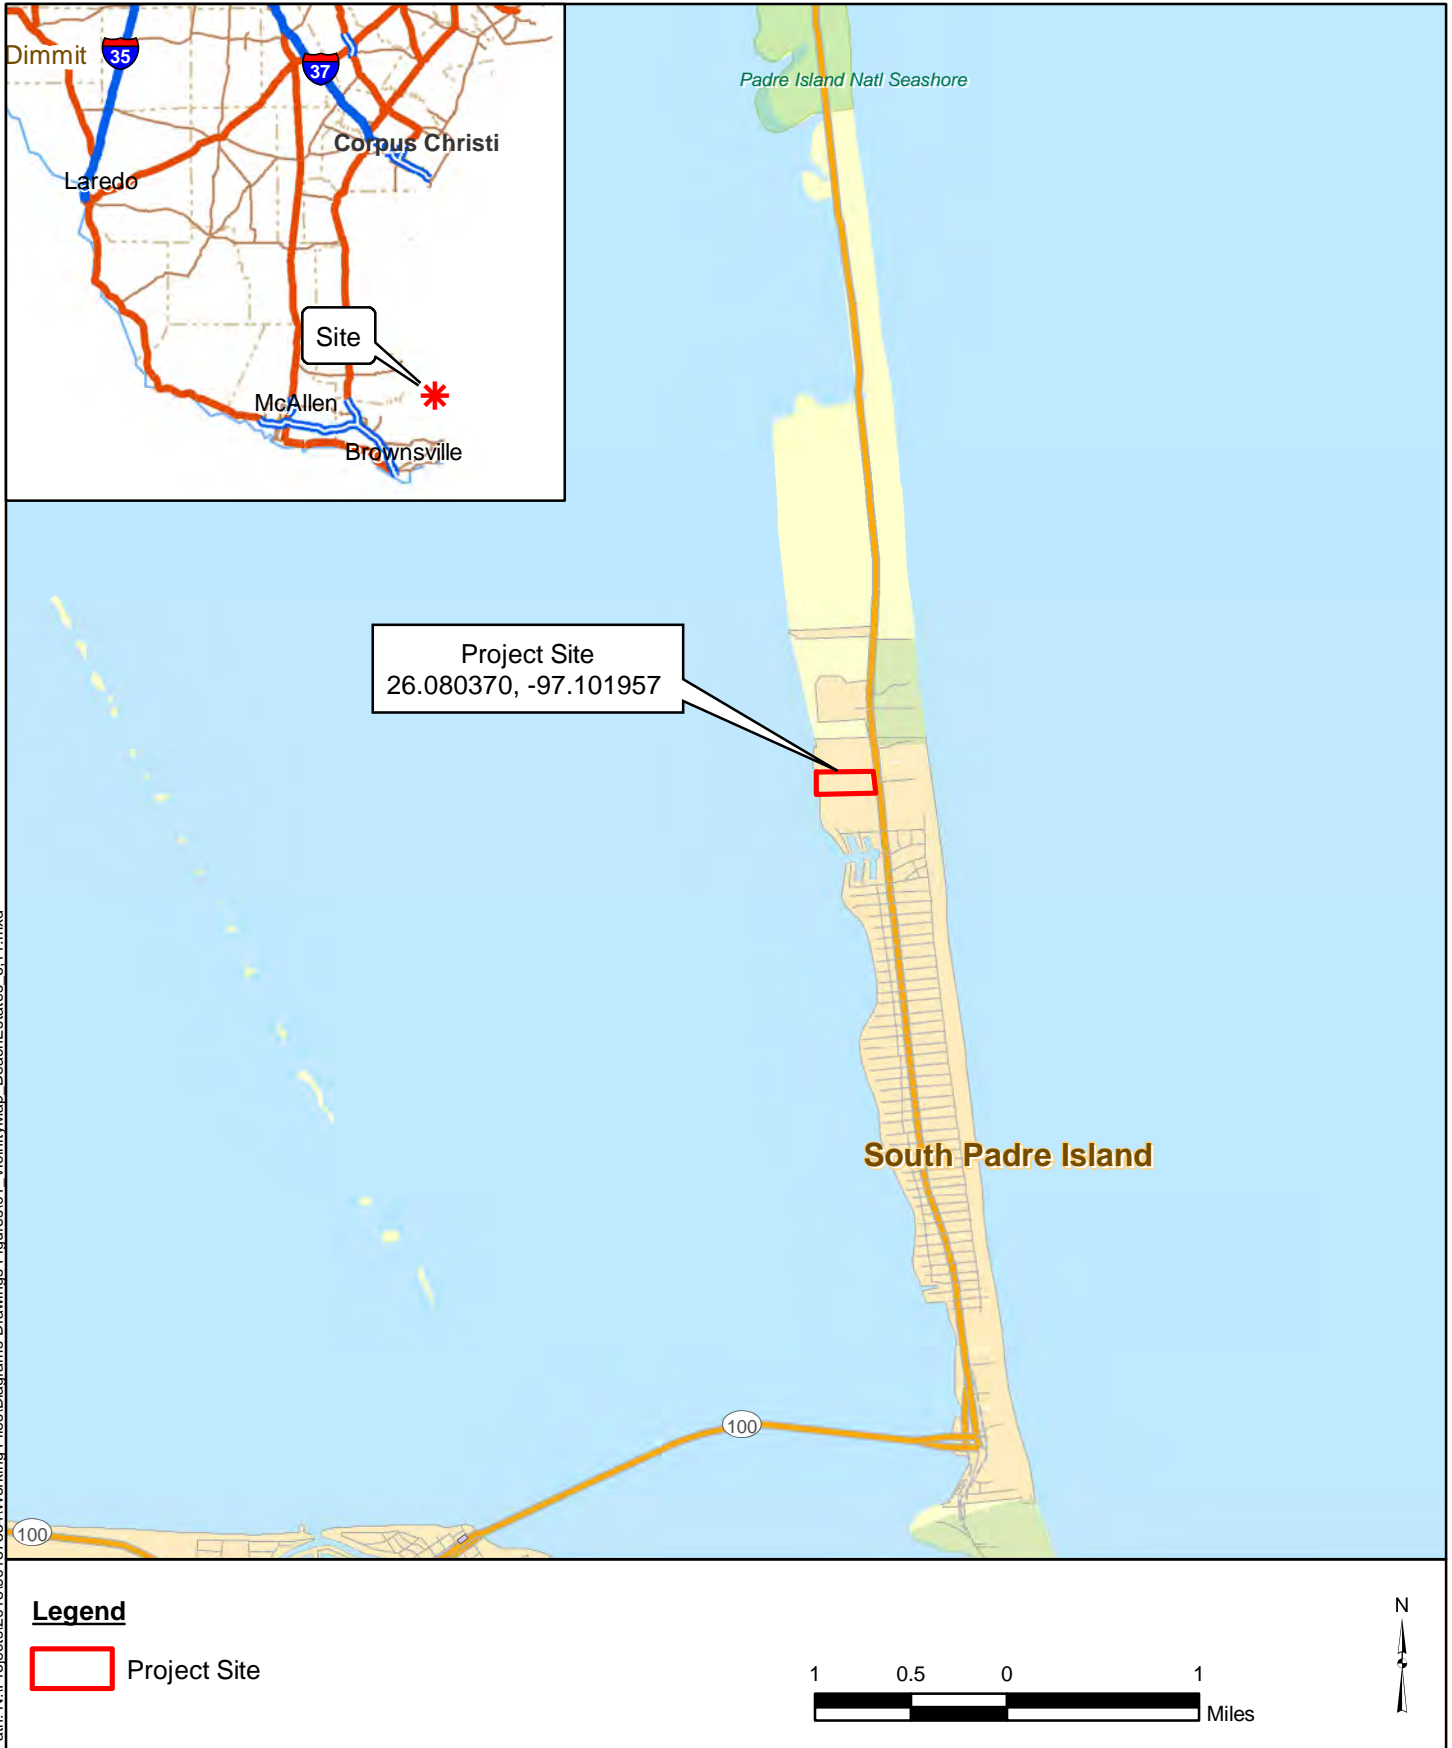 Dimmit
35
37
Corpus Christi
Laredo
Site
McAllen
Brownsville
Padre Island Natl Seashore
Project Site
26.080370, -97.101957
South Padre Island
100
100
Legend
Project Site
1 0.5 0 1
Miles
N